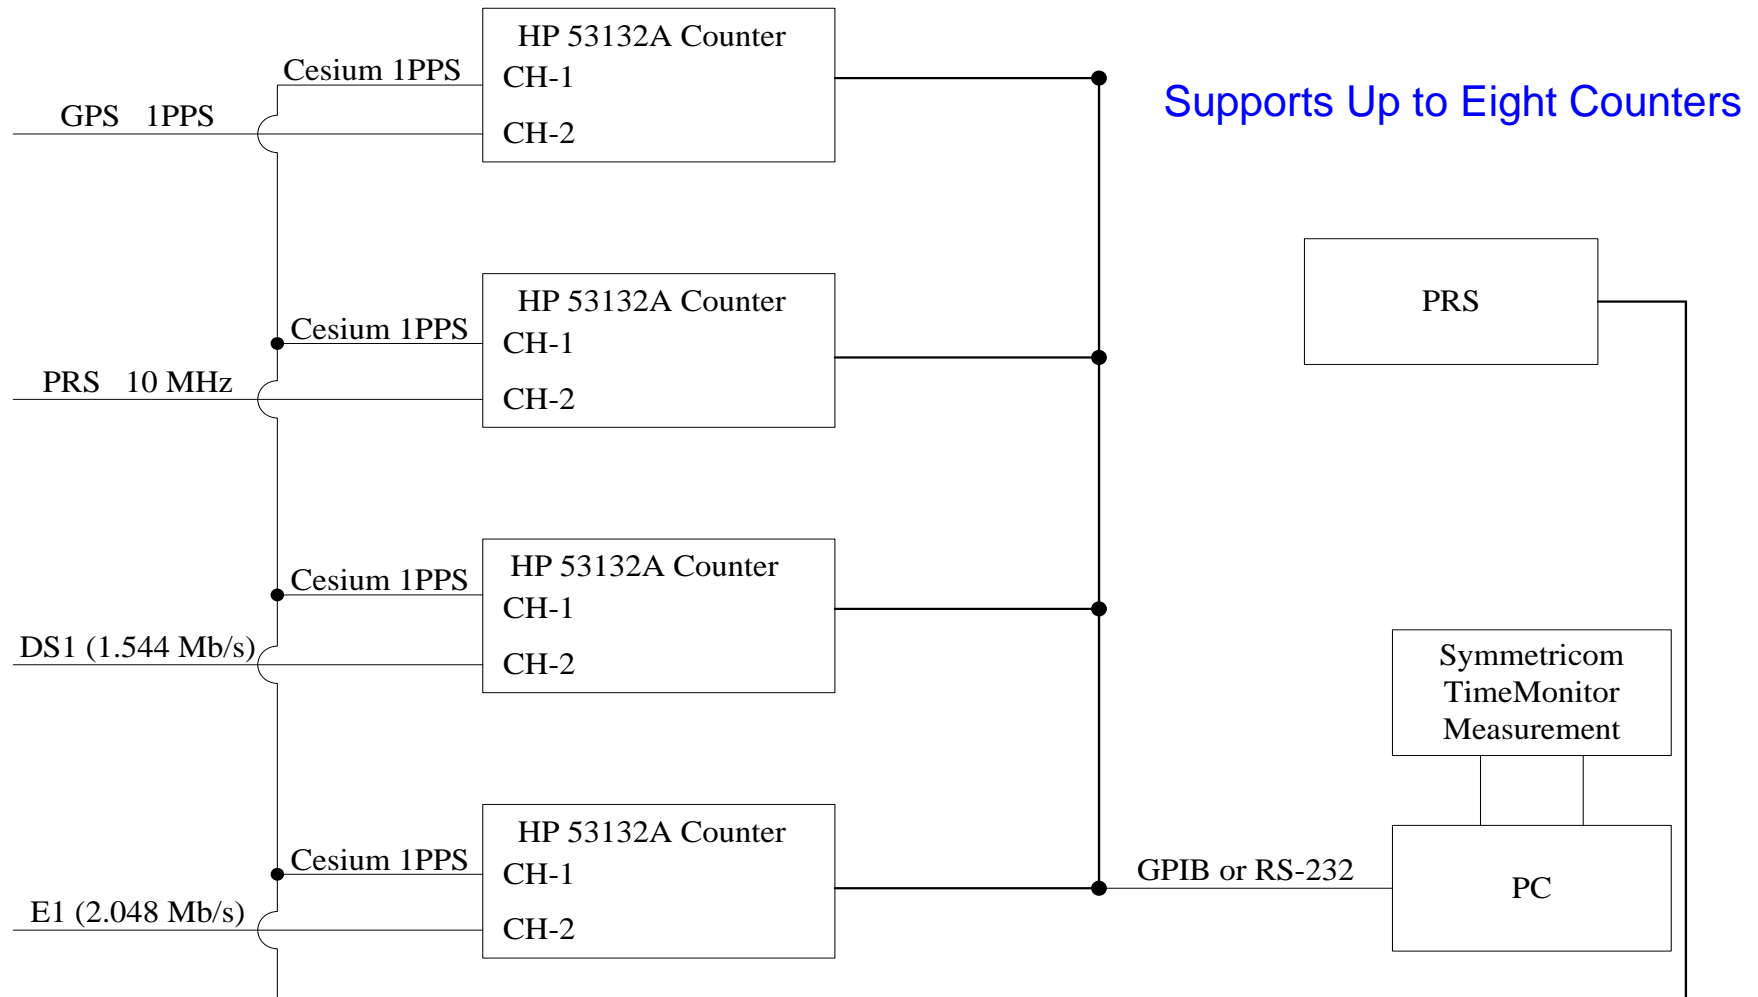 HP 53132A Counter
Cesium 1PPS
CH-1
GPS 1PPS
CH-2
Supports Up to Eight Counters
HP 53132A Counter
Cesium 1PPS
CH-1
PRS 10 MHz
CH-2
PRS
HP 53132A Counter
Cesium 1PPS
CH-1
DS1 (1.544 Mb/s)
CH-2
Symmetricom
TimeMonitor
Measurement
HP 53132A Counter
Cesium 1PPS
CH-1
E1 (2.048 Mb/s)
CH-2
GPIB or RS-232
PC